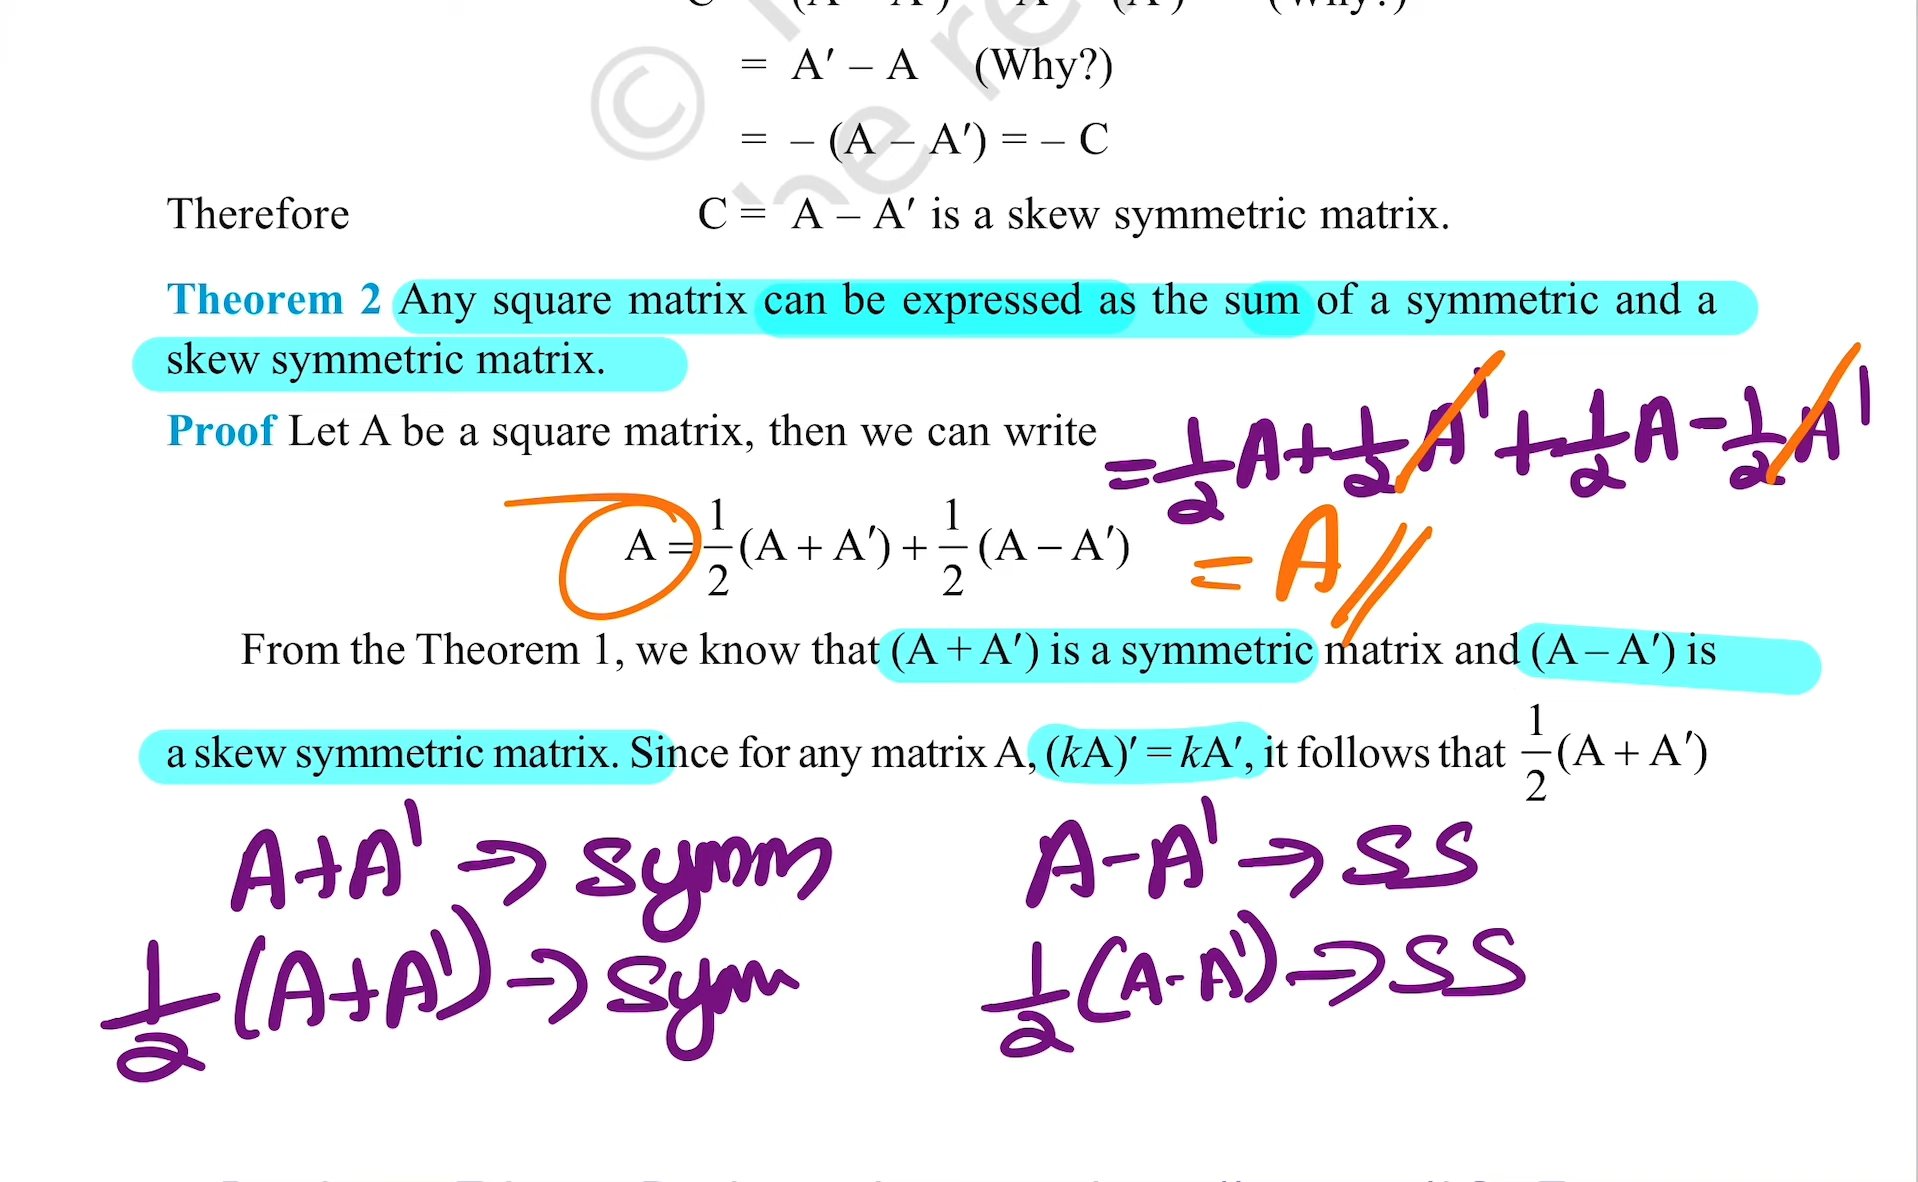 = A′ – A (Why?)
= – (A – A′) = – C
Therefore C = A – A′ is a skew symmetric matrix.
Theorem 2 Any square matrix can be expressed as the sum of a symmetric and a
skew symmetric matrix.
Proof Let A be a square matrix, then we can write
= 1/2 A + 1/2 A' + 1/2 A - 1/2 A'
A = 1/2 (A + A′) + 1/2 (A – A′)
= A //
From the Theorem 1, we know that (A + A′) is a symmetric matrix and (A – A′) is
a skew symmetric matrix. Since for any matrix A, (kA)′ = kA′, it follows that 1/2 (A + A′)
A+A' → symm A-A' → SS
1/2 (A+A') → sym 1/2 (A-A') → SS